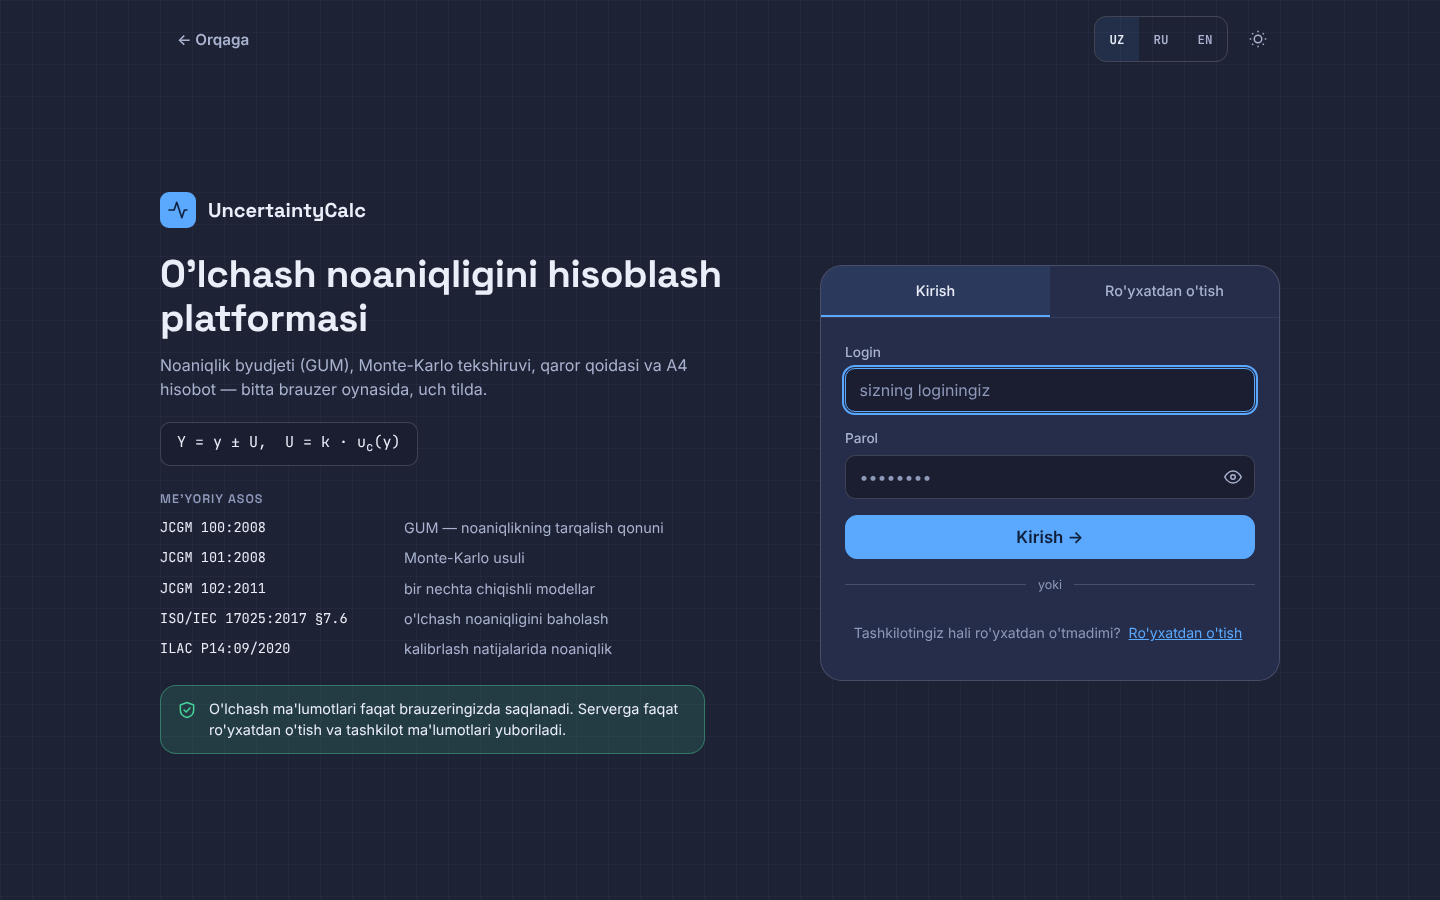 ← Orqaga
UZ RU EN
UncertaintyCalc
O’lchash noaniqligini hisoblash
platformasi
Noaniqlik byudjeti (GUM), Monte-Karlo tekshiruvi, qaror qoidasi va A4
hisobot — bitta brauzer oynasida, uch tilda.
Y = y ± U, U = k · u_c(y)
ME’YORIY ASOS
JCGM 100:2008 GUM — noaniqlikning tarqalish qonuni
JCGM 101:2008 Monte-Karlo usuli
JCGM 102:2011 bir nechta chiqishli modellar
ISO/IEC 17025:2017 §7.6 o'lchash noaniqligini baholash
ILAC P14:09/2020 kalibrlash natijalarida noaniqlik
O'lchash ma'lumotlari faqat brauzeringizda saqlanadi. Serverga faqat
ro'yxatdan o'tish va tashkilot ma'lumotlari yuboriladi.
Kirish Ro'yxatdan o'tish
Login
sizning loginingiz
Parol
••••••••
Kirish →
yoki
Tashkilotingiz hali ro'yxatdan o'tmadimi? Ro'yxatdan o'tish